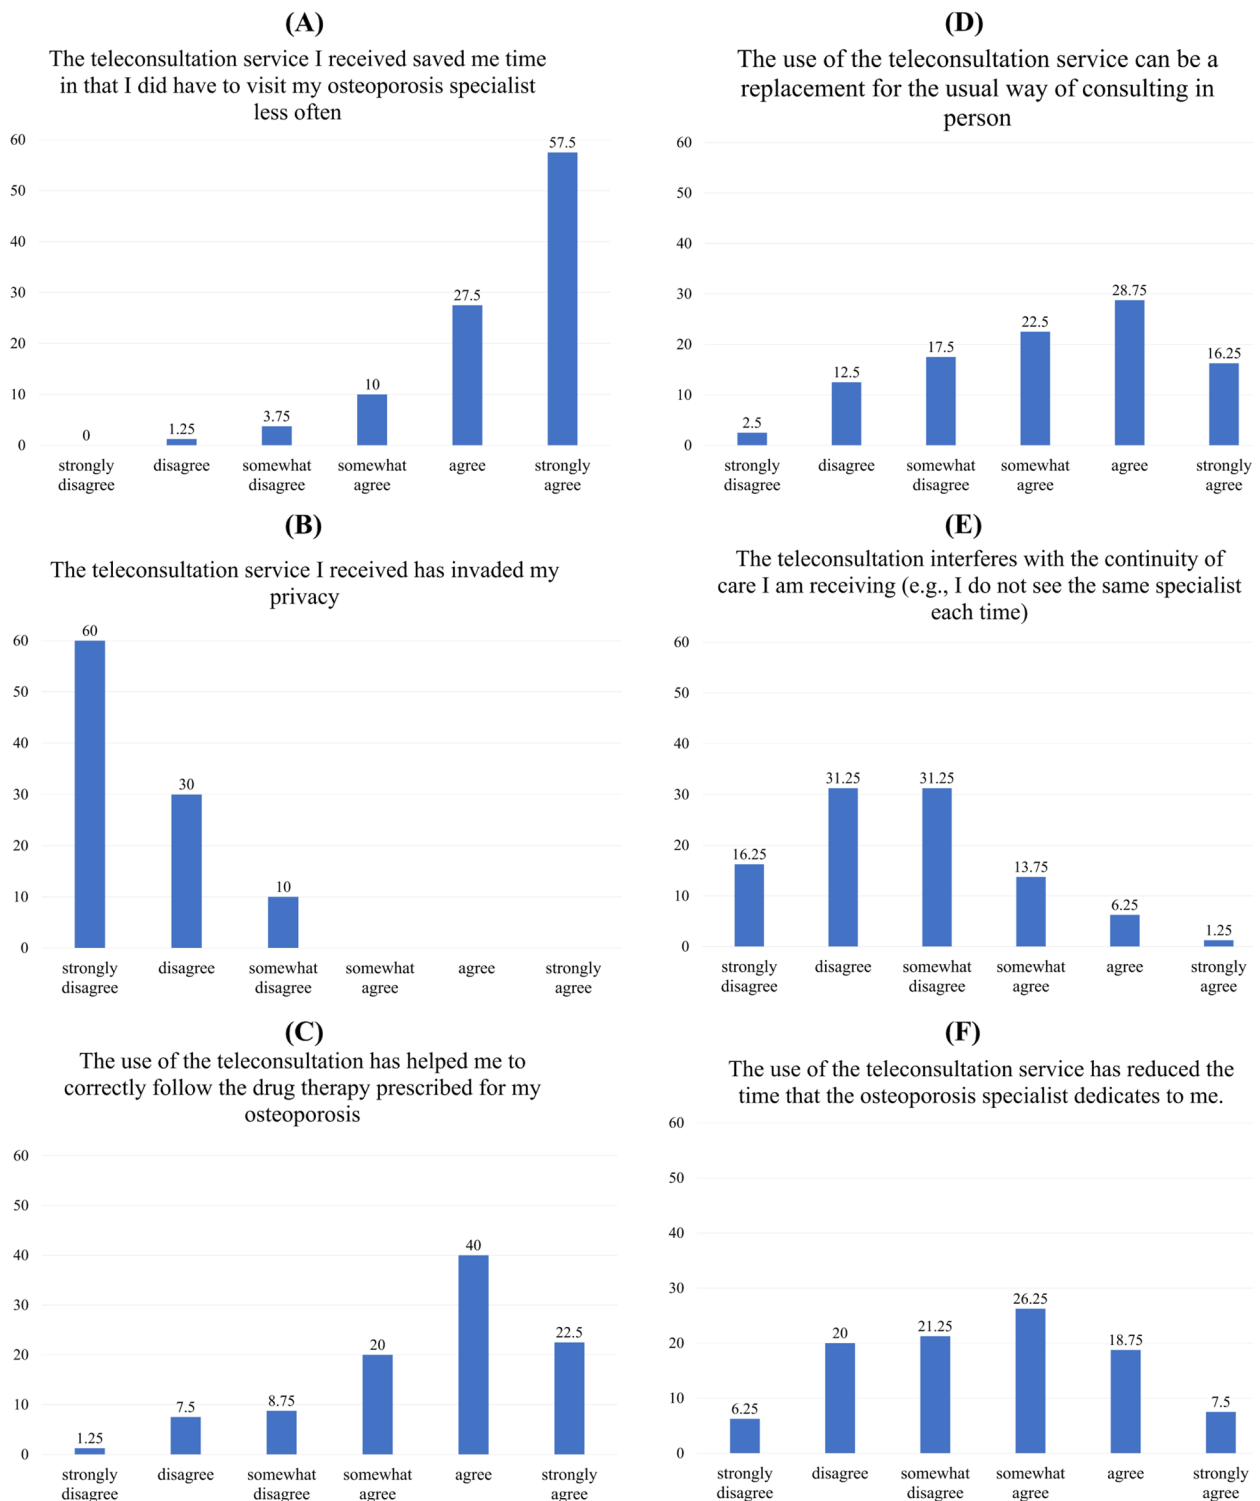 (A)
The teleconsultation service I received saved me time
in that I did have to visit my osteoporosis specialist
less often
60
50
40
30
20
10
0
0
1.25
3.75
10
27.5
57.5
strongly disagree
disagree
somewhat disagree
somewhat agree
agree
strongly agree
(B)
The teleconsultation service I received has invaded my
privacy
60
50
40
30
20
10
0
60
30
10
strongly disagree
disagree
somewhat disagree
somewhat agree
agree
strongly agree
(C)
The use of the teleconsultation has helped me to
correctly follow the drug therapy prescribed for my
osteoporosis
60
50
40
30
20
10
0
1.25
7.5
8.75
20
40
22.5
strongly disagree
disagree
somewhat disagree
somewhat agree
agree
strongly agree
(D)
The use of the teleconsultation service can be a
replacement for the usual way of consulting in
person
60
50
40
30
20
10
0
2.5
12.5
17.5
22.5
28.75
16.25
strongly disagree
disagree
somewhat disagree
somewhat agree
agree
strongly agree
(E)
The teleconsultation interferes with the continuity of
care I am receiving (e.g., I do not see the same specialist
each time)
60
50
40
30
20
10
0
16.25
31.25
31.25
13.75
6.25
1.25
strongly disagree
disagree
somewhat disagree
somewhat agree
agree
strongly agree
(F)
The use of the teleconsultation service has reduced the
time that the osteoporosis specialist dedicates to me.
60
50
40
30
20
10
0
6.25
20
21.25
26.25
18.75
7.5
strongly disagree
disagree
somewhat disagree
somewhat agree
agree
strongly agree